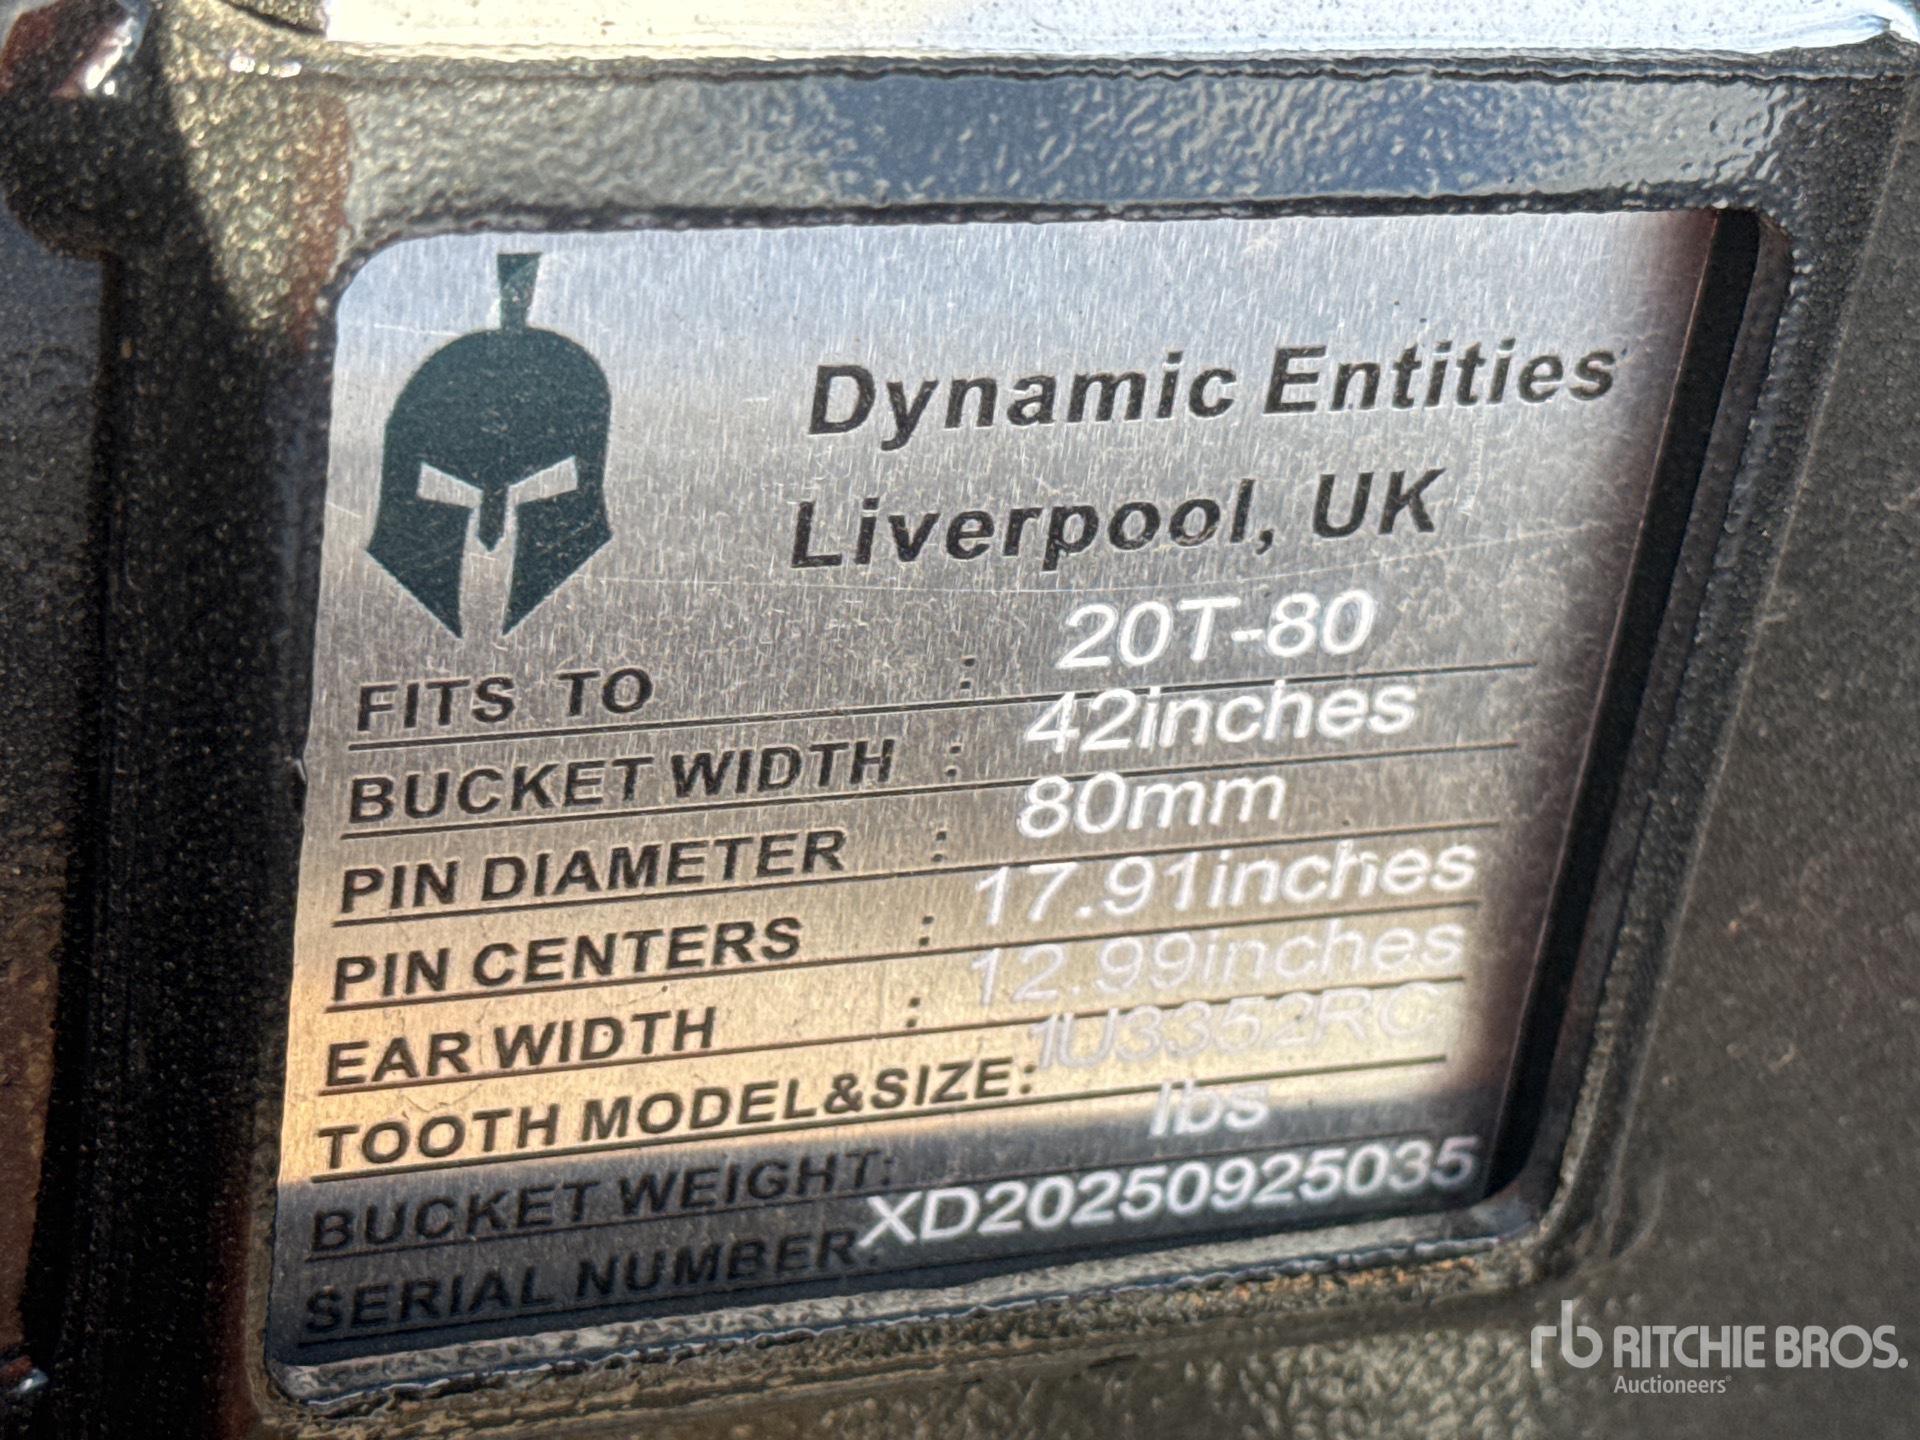 Dynamic Entities
Liverpool, UK
FITS TO : 20T-80
BUCKET WIDTH : 42inches
PIN DIAMETER : 80mm
PIN CENTERS : 17.91inches
EAR WIDTH : 12.99inches
TOOTH MODEL&SIZE: 1U3352RC
BUCKET WEIGHT: lbs
SERIAL NUMBER: XD20250925035
rb RITCHIE BROS.
Auctioneers